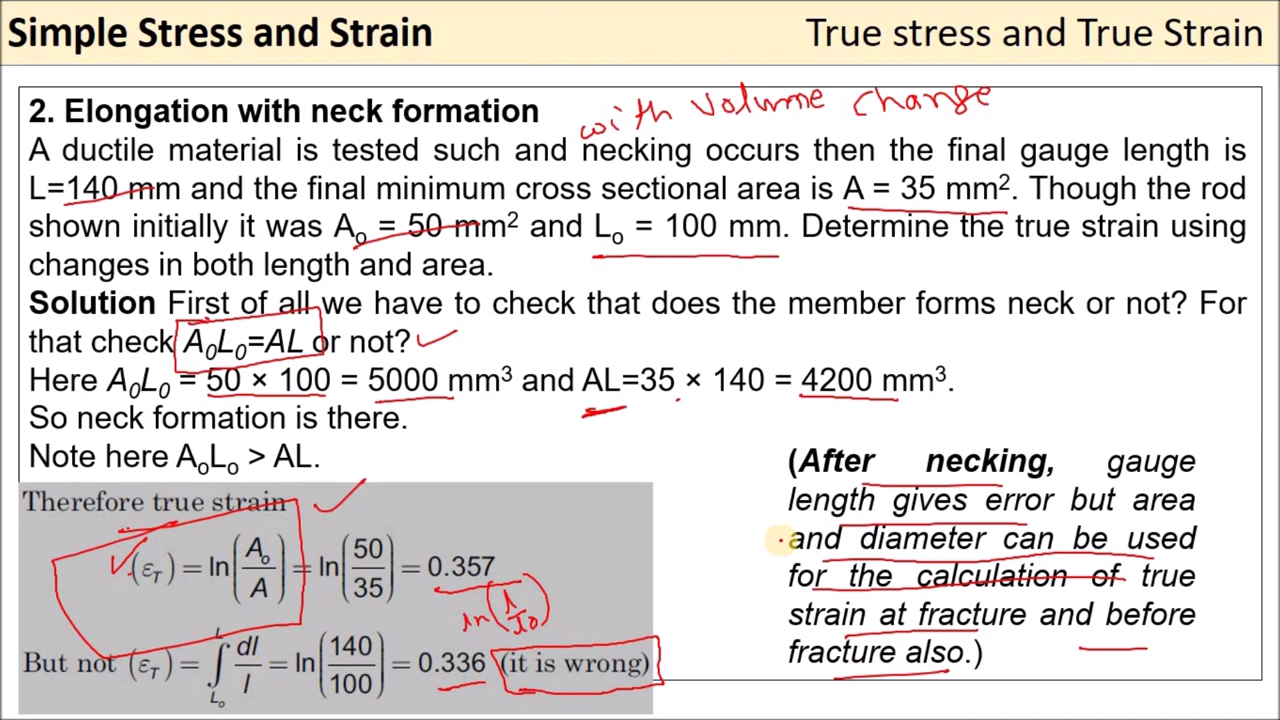 Simple Stress and Strain
True stress and True Strain
with volume change
2. Elongation with neck formation
A ductile material is tested such and necking occurs then the final gauge length is
L=140 mm and the final minimum cross sectional area is A = 35 mm². Though the rod
shown initially it was Aₒ = 50 mm² and Lₒ = 100 mm. Determine the true strain using
changes in both length and area.
Solution First of all we have to check that does the member forms neck or not? For
that check A₀L₀=AL or not?
Here A₀L₀ = 50 × 100 = 5000 mm³ and AL=35 × 140 = 4200 mm³.
So neck formation is there.
Note here AₒLₒ > AL.
Therefore true strain
(ε_T) = ln(Aₒ/A) = ln(50/35) = 0.357
ln(l/l0)
But not (ε_T) = ∫_{Lₒ}^{L} dl/l = ln(140/100) = 0.336 (it is wrong)
(After necking, gauge
length gives error but area
and diameter can be used
for the calculation of true
strain at fracture and before
fracture also.)